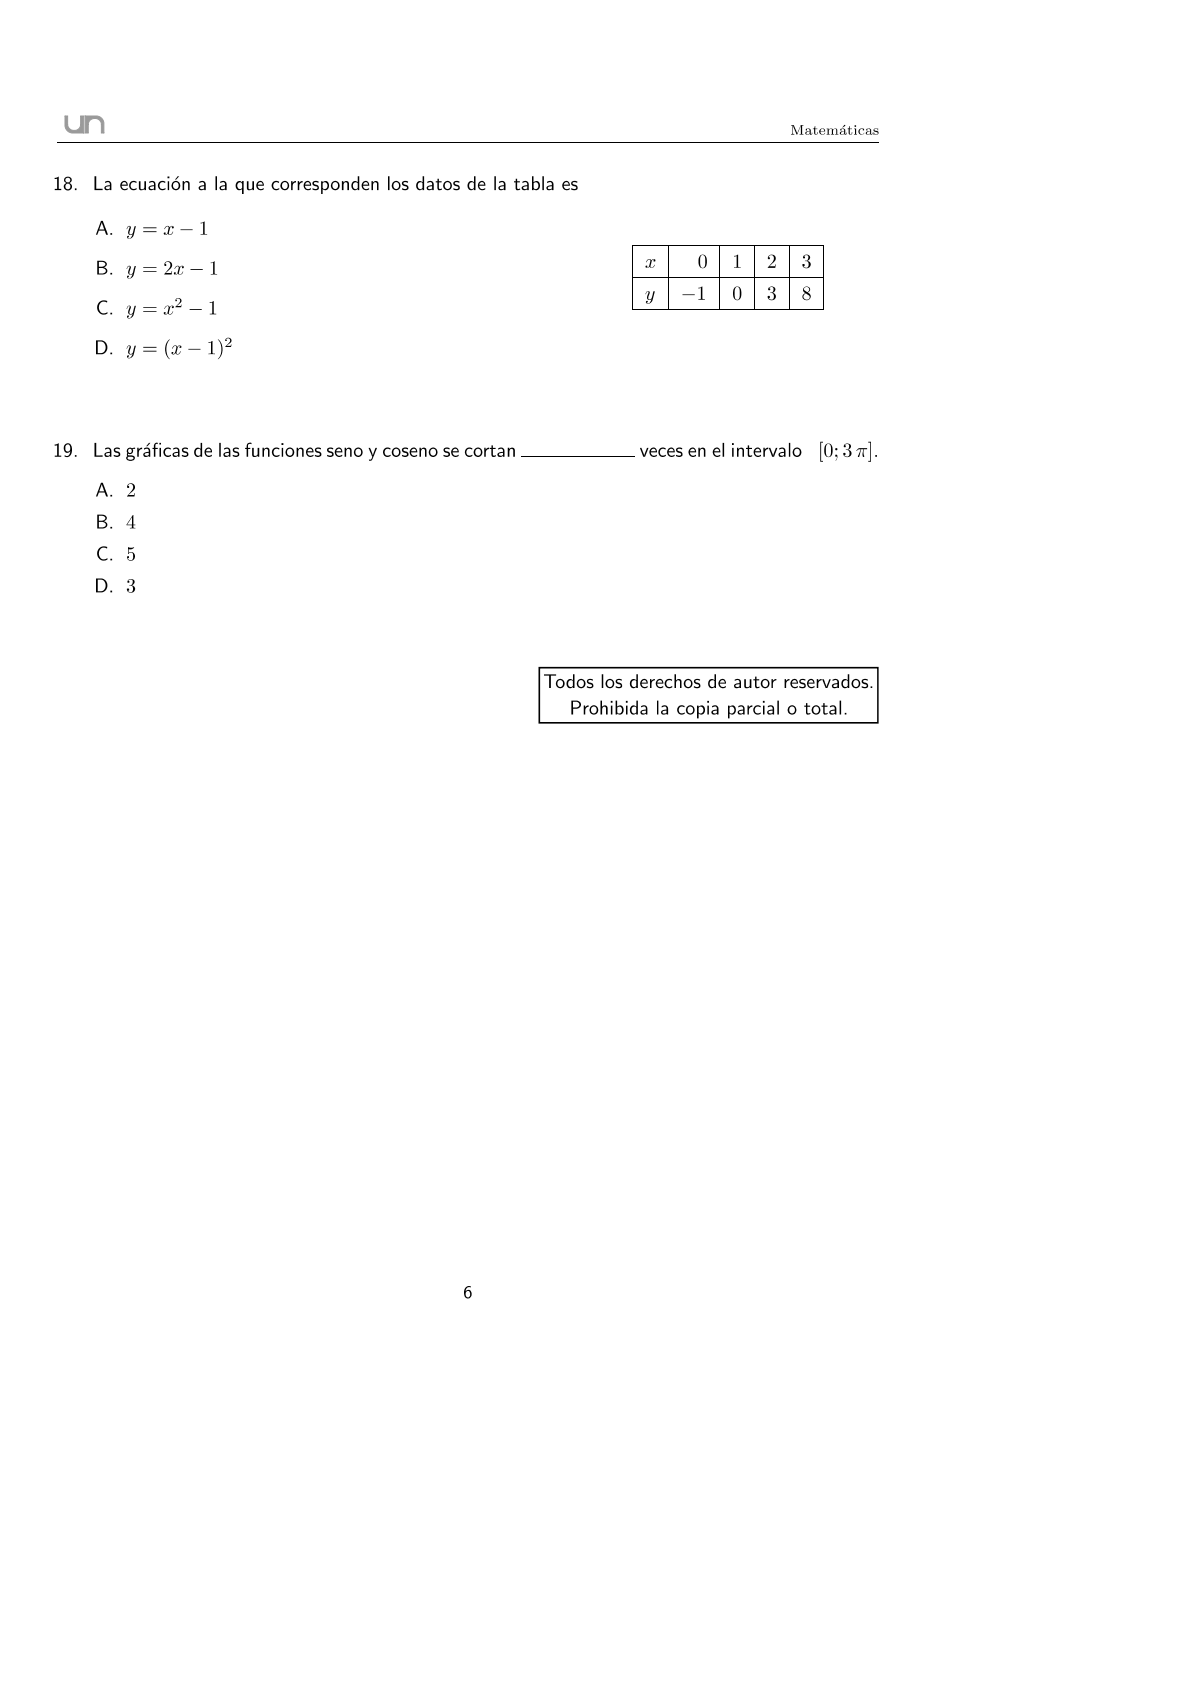 un
Matemáticas
18. La ecuación a la que corresponden los datos de la tabla es
A. y = x − 1
B. y = 2x − 1
C. y = x² − 1
D. y = (x − 1)²
x 0 1 2 3
y −1 0 3 8
19. Las gráficas de las funciones seno y coseno se cortan ___________ veces en el intervalo [0; 3 π].
A. 2
B. 4
C. 5
D. 3
Todos los derechos de autor reservados.
Prohibida la copia parcial o total.
6